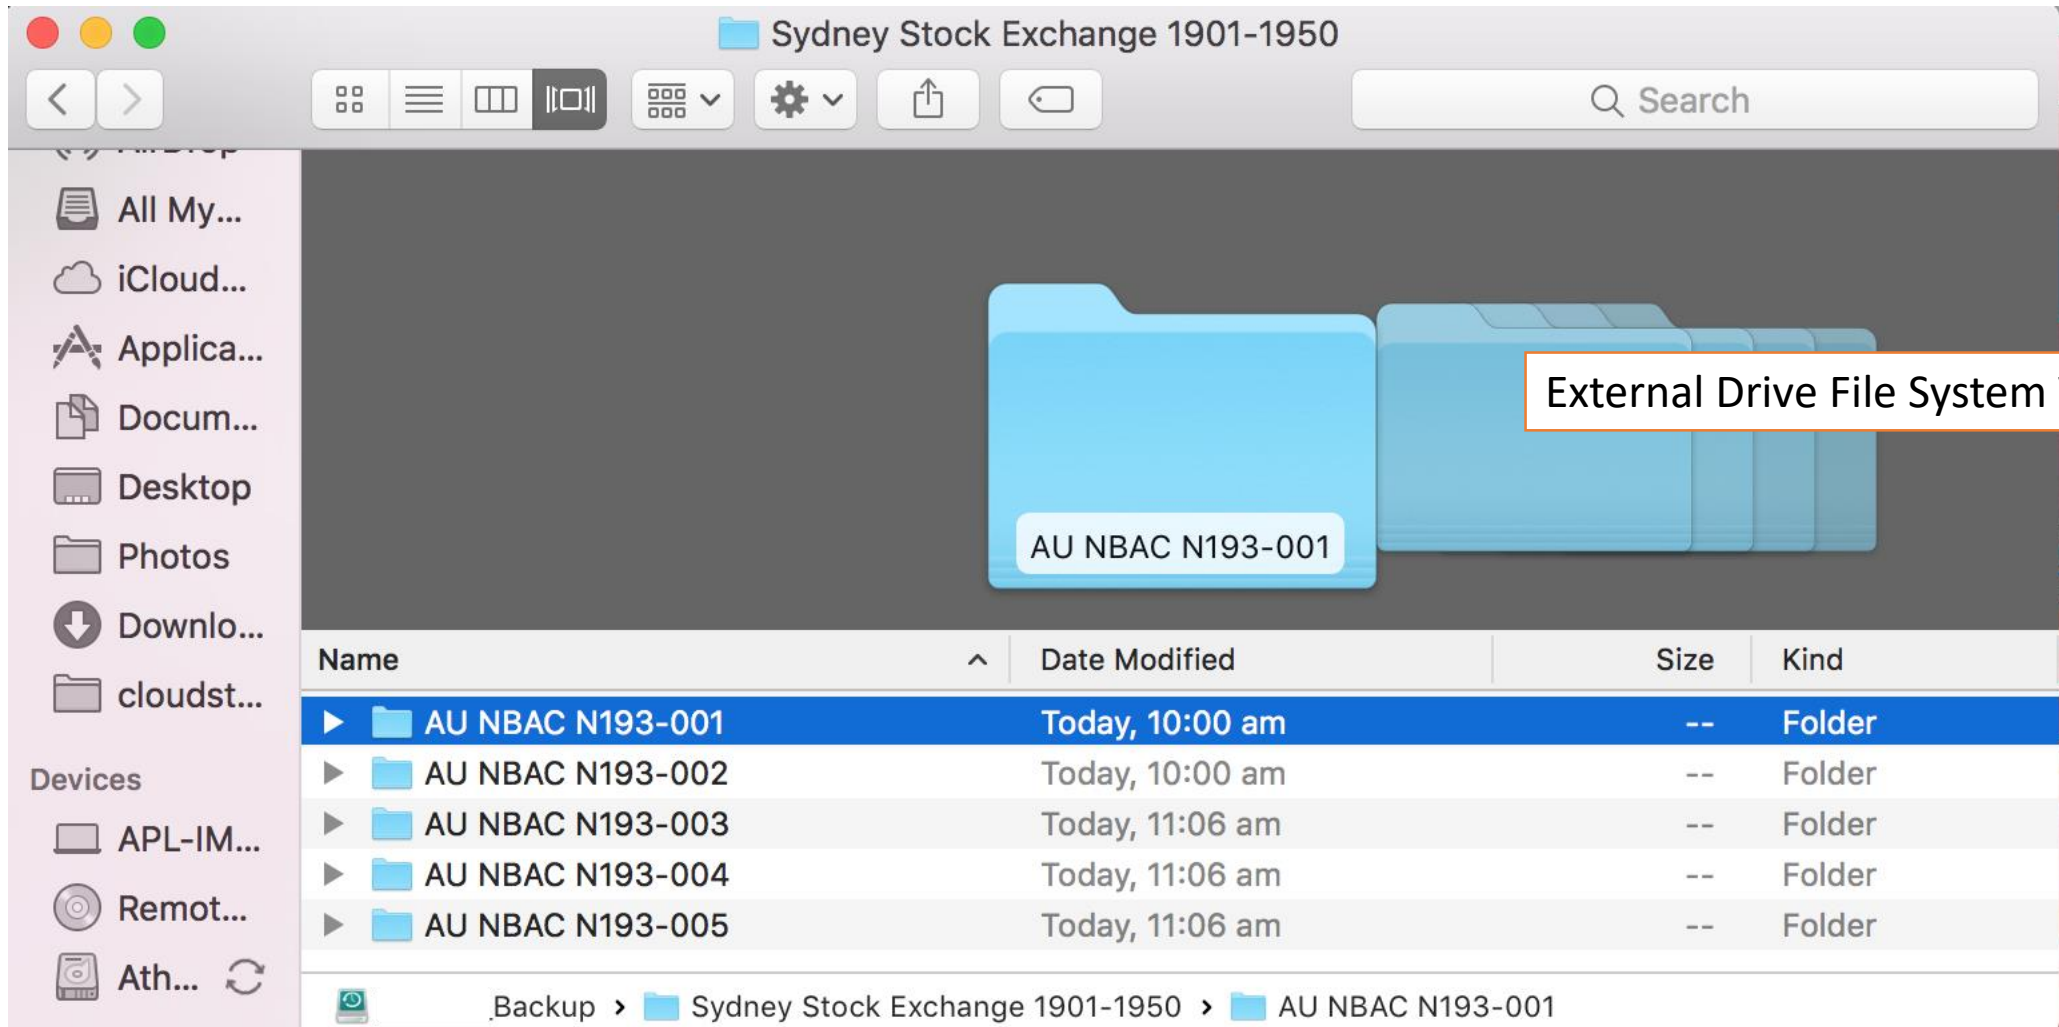 Sydney Stock Exchange 1901-1950
Search
AirDrop
All My...
iCloud...
Applica...
Docum...
Desktop
Photos
Downlo...
cloudst...
Devices
APL-IM...
Remot...
Ath...
AU NBAC N193-001
External Drive File System
Name Date Modified Size Kind
AU NBAC N193-001 Today, 10:00 am -- Folder
AU NBAC N193-002 Today, 10:00 am -- Folder
AU NBAC N193-003 Today, 11:06 am -- Folder
AU NBAC N193-004 Today, 11:06 am -- Folder
AU NBAC N193-005 Today, 11:06 am -- Folder
Backup › Sydney Stock Exchange 1901-1950 › AU NBAC N193-001